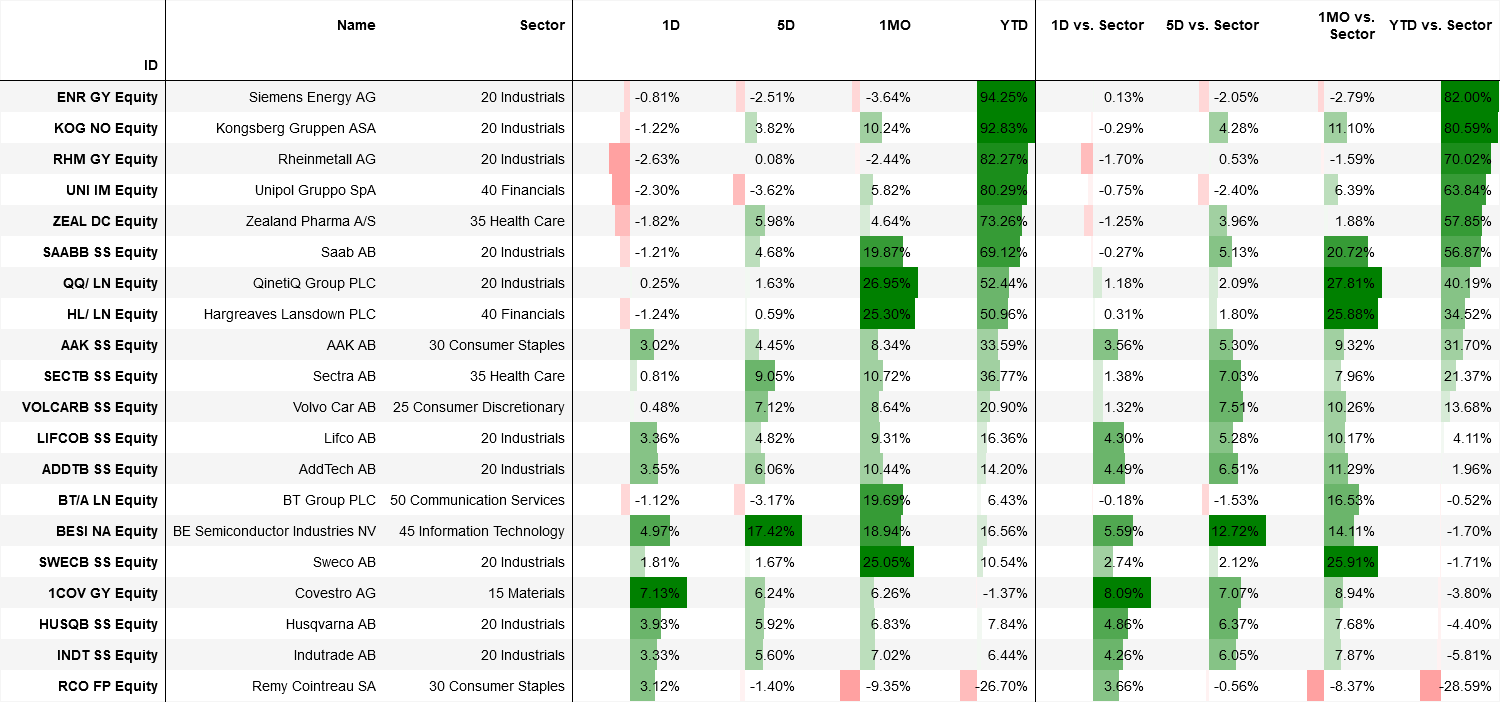 ID Name Sector 1D 5D 1MO YTD 1D vs. Sector 5D vs. Sector 1MO vs. Sector YTD vs. Sector
ENR GY Equity Siemens Energy AG 20 Industrials -0.81% -2.51% -3.64% 94.25% 0.13% -2.05% -2.79% 82.00%
KOG NO Equity Kongsberg Gruppen ASA 20 Industrials -1.22% 3.82% 10.24% 92.83% -0.29% 4.28% 11.10% 80.59%
RHM GY Equity Rheinmetall AG 20 Industrials -2.63% 0.08% -2.44% 82.27% -1.70% 0.53% -1.59% 70.02%
UNI IM Equity Unipol Gruppo SpA 40 Financials -2.30% -3.62% 5.82% 80.29% -0.75% -2.40% 6.39% 63.84%
ZEAL DC Equity Zealand Pharma A/S 35 Health Care -1.82% 5.98% 4.64% 73.26% -1.25% 3.96% 1.88% 57.85%
SAABB SS Equity Saab AB 20 Industrials -1.21% 4.68% 19.87% 69.12% -0.27% 5.13% 20.72% 56.87%
QQ/ LN Equity QinetiQ Group PLC 20 Industrials 0.25% 1.63% 26.95% 52.44% 1.18% 2.09% 27.81% 40.19%
HL/ LN Equity Hargreaves Lansdown PLC 40 Financials -1.24% 0.59% 25.30% 50.96% 0.31% 1.80% 25.88% 34.52%
AAK SS Equity AAK AB 30 Consumer Staples 3.02% 4.45% 8.34% 33.59% 3.56% 5.30% 9.32% 31.70%
SECTB SS Equity Sectra AB 35 Health Care 0.81% 9.05% 10.72% 36.77% 1.38% 7.03% 7.96% 21.37%
VOLCARB SS Equity Volvo Car AB 25 Consumer Discretionary 0.48% 7.12% 8.64% 20.90% 1.32% 7.51% 10.26% 13.68%
LIFCOB SS Equity Lifco AB 20 Industrials 3.36% 4.82% 9.31% 16.36% 4.30% 5.28% 10.17% 4.11%
ADDTB SS Equity AddTech AB 20 Industrials 3.55% 6.06% 10.44% 14.20% 4.49% 6.51% 11.29% 1.96%
BT/A LN Equity BT Group PLC 50 Communication Services -1.12% -3.17% 19.69% 6.43% -0.18% -1.53% 16.53% -0.52%
BESI NA Equity BE Semiconductor Industries NV 45 Information Technology 4.97% 17.42% 18.94% 16.56% 5.59% 12.72% 14.11% -1.70%
SWECB SS Equity Sweco AB 20 Industrials 1.81% 1.67% 25.05% 10.54% 2.74% 2.12% 25.91% -1.71%
1COV GY Equity Covestro AG 15 Materials 7.13% 6.24% 6.26% -1.37% 8.09% 7.07% 8.94% -3.80%
HUSQB SS Equity Husqvarna AB 20 Industrials 3.93% 5.92% 6.83% 7.84% 4.86% 6.37% 7.68% -4.40%
INDT SS Equity Indutrade AB 20 Industrials 3.33% 5.60% 7.02% 6.44% 4.26% 6.05% 7.87% -5.81%
RCO FP Equity Remy Cointreau SA 30 Consumer Staples 3.12% -1.40% -9.35% -26.70% 3.66% -0.56% -8.37% -28.59%